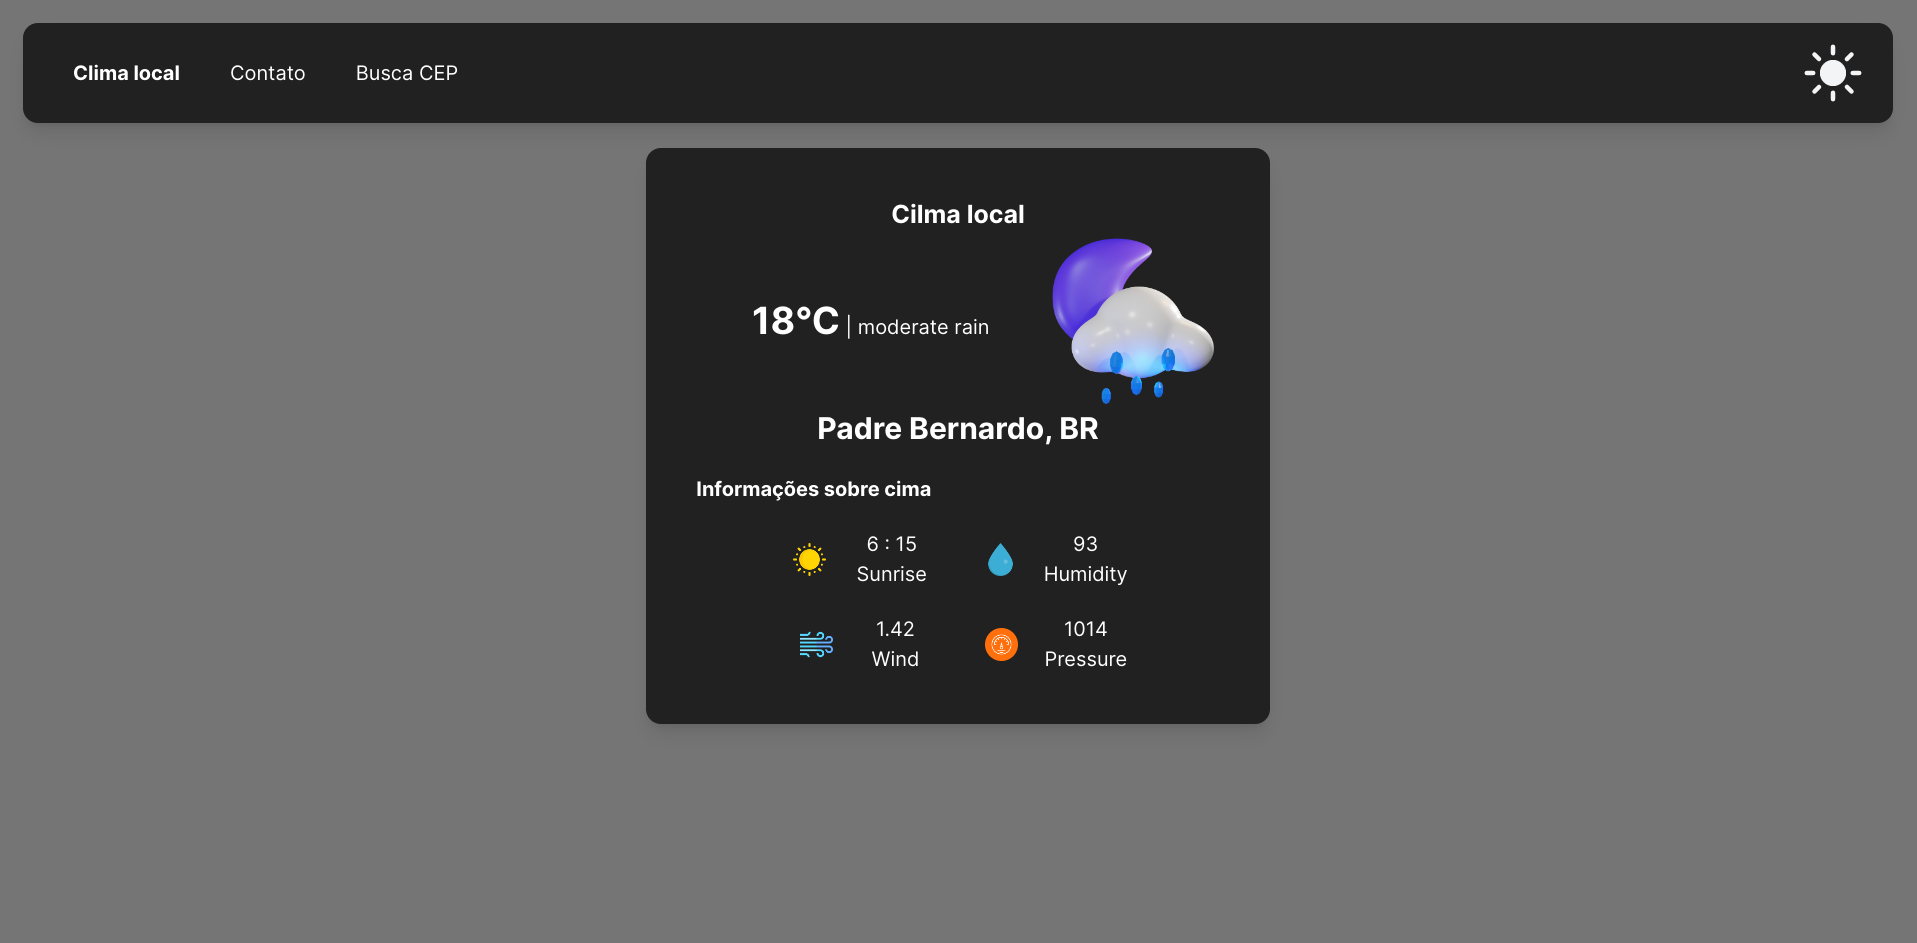 Clima local Contato Busca CEP
Cilma local
18°C | moderate rain
Padre Bernardo, BR
Informações sobre cima
6 : 15
Sunrise
93
Humidity
1.42
Wind
1014
Pressure